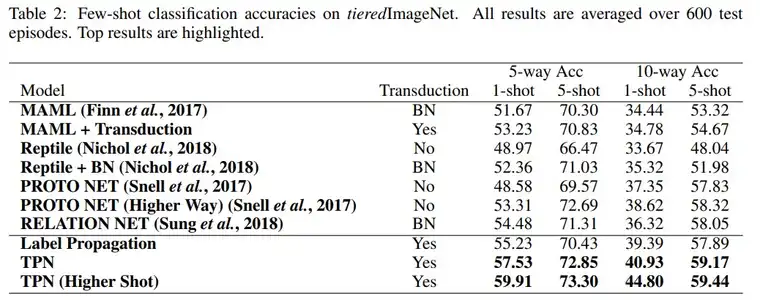 Table 2: Few-shot classification accuracies on tieredImageNet. All results are averaged over 600 test
episodes. Top results are highlighted.
5-way Acc 10-way Acc
Model Transduction 1-shot 5-shot 1-shot 5-shot
MAML (Finn et al., 2017) BN 51.67 70.30 34.44 53.32
MAML + Transduction Yes 53.23 70.83 34.78 54.67
Reptile (Nichol et al., 2018) No 48.97 66.47 33.67 48.04
Reptile + BN (Nichol et al., 2018) BN 52.36 71.03 35.32 51.98
PROTO NET (Snell et al., 2017) No 48.58 69.57 37.35 57.83
PROTO NET (Higher Way) (Snell et al., 2017) No 53.31 72.69 38.62 58.32
RELATION NET (Sung et al., 2018) BN 54.48 71.31 36.32 58.05
Label Propagation Yes 55.23 70.43 39.39 57.89
TPN Yes 57.53 72.85 40.93 59.17
TPN (Higher Shot) Yes 59.91 73.30 44.80 59.44